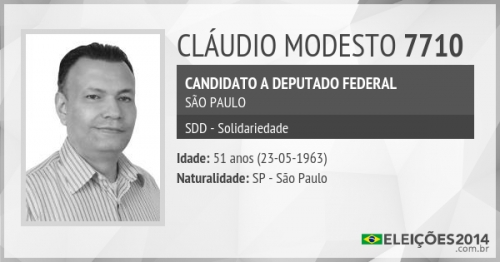 CLÁUDIO MODESTO 7710
CANDIDATO A DEPUTADO FEDERAL
SÃO PAULO
SDD - Solidariedade
Idade: 51 anos (23-05-1963)
Naturalidade: SP - São Paulo
ELEIÇÕES2014
.com.br